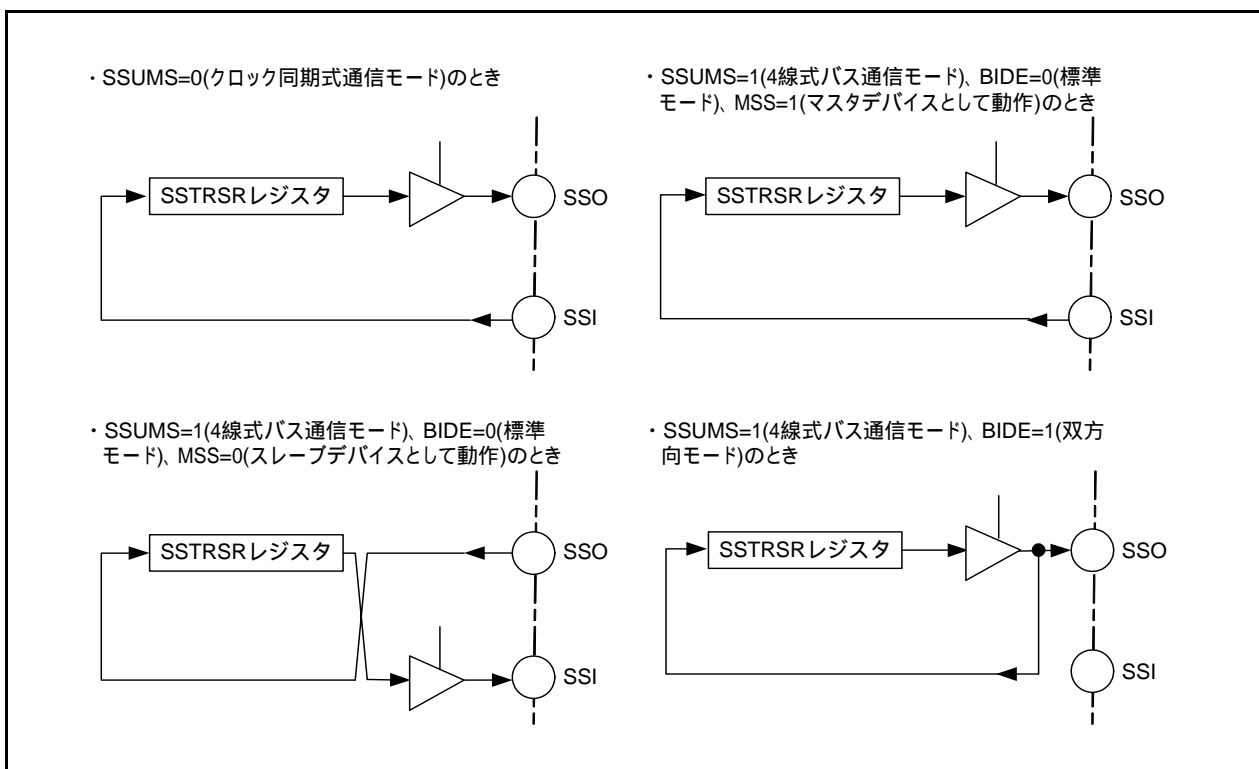 ・SSUMS=0(クロック同期式通信モード)のとき
SSTRSRレジスタ
SSO
SSI
・SSUMS=1(4線式バス通信モード)、BIDE=0(標準
モード)、MSS=1(マスタデバイスとして動作)のとき
SSTRSRレジスタ
SSO
SSI
・SSUMS=1(4線式バス通信モード)、BIDE=0(標準
モード)、MSS=0(スレーブデバイスとして動作)のとき
SSTRSRレジスタ
SSO
SSI
・SSUMS=1(4線式バス通信モード)、BIDE=1(双方
向モード)のとき
SSTRSRレジスタ
SSO
SSI